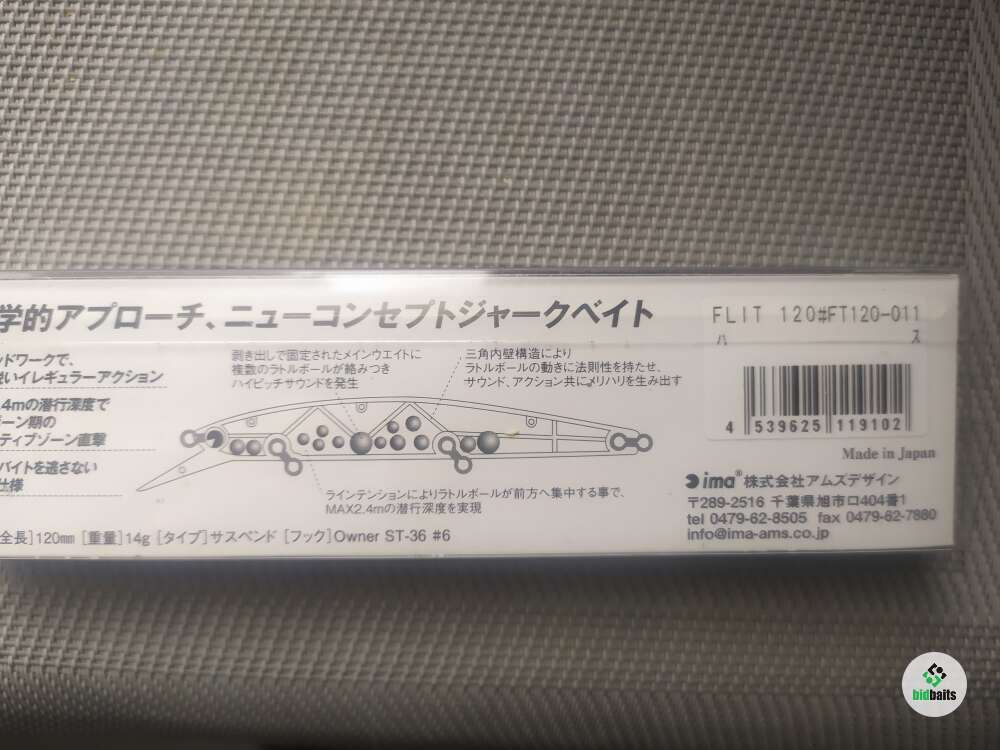 学的アプローチ、ニューコンセプトジャークベイト
ッドワークで、
いイレギュラーアクション
.4mの潜行深度で
ーン期の
ティブゾーン直撃
バイトを逃さない
仕様
剥き出しで固定されたメインウエイトに
複数のラトルボールが絡みつき
ハイピッチサウンドを発生
三角内壁構造により
ラトルボールの動きに法則性を持たせ、
サウンド、アクション共にメリハリを生み出す
ラインテンションによりラトルボールが前方へ集中する事で、
MAX2.4mの潜行深度を実現
全長]120mm [重量]14g [タイプ]サスペンド [フック]Owner ST-36 #6
FLIT 120#FT120-011
ハス
4 539625 119102
Made in Japan
ima® 株式会社アムズデザイン
〒289-2516 千葉県旭市ロ404番1
tel 0479-62-8505 fax 0479-62-7880
info@ima-ams.co.jp
bidbaits